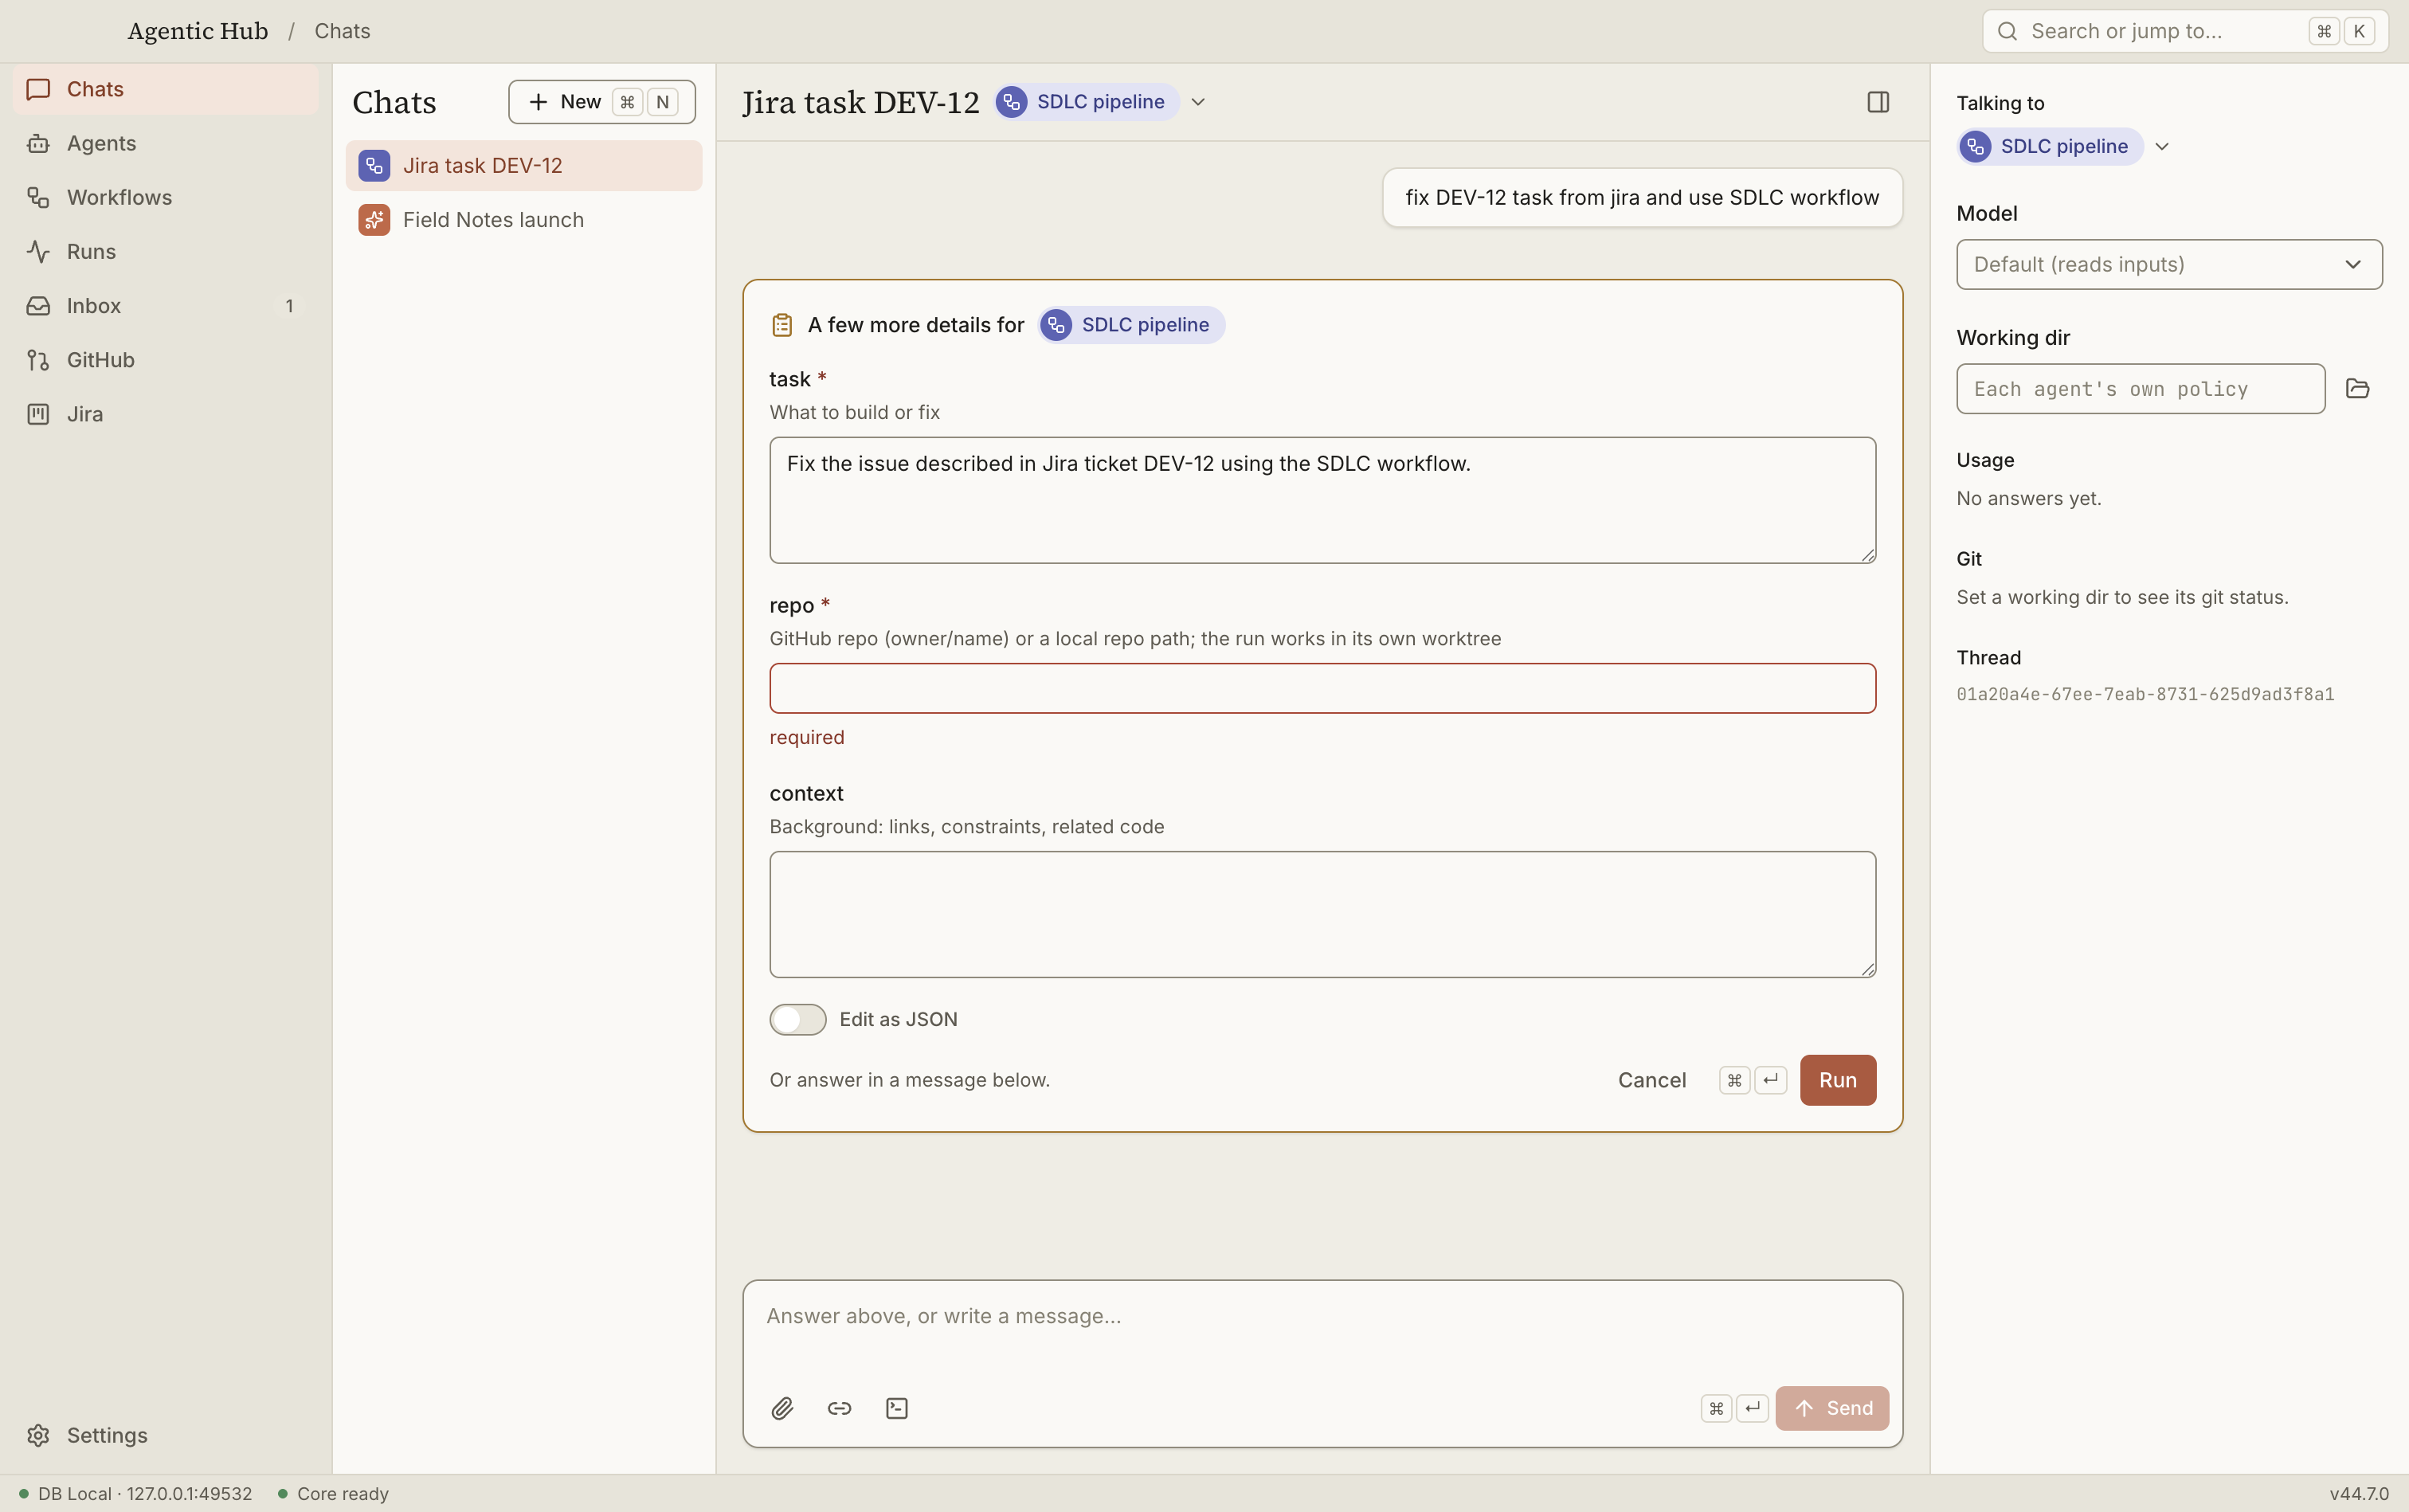 Agentic Hub / Chats
Search or jump to... ⌘ K
Chats
Agents
Workflows
Runs
Inbox 1
GitHub
Jira
Settings
Chats
+ New ⌘ N
Jira task DEV-12
Field Notes launch
Jira task DEV-12 SDLC pipeline
fix DEV-12 task from jira and use SDLC workflow
A few more details for SDLC pipeline
task *
What to build or fix
Fix the issue described in Jira ticket DEV-12 using the SDLC workflow.
repo *
GitHub repo (owner/name) or a local repo path; the run works in its own worktree
required
context
Background: links, constraints, related code
Edit as JSON
Or answer in a message below.
Cancel ⌘ ↵ Run
Answer above, or write a message...
⌘ ↵ Send
Talking to
SDLC pipeline
Model
Default (reads inputs)
Working dir
Each agent's own policy
Usage
No answers yet.
Git
Set a working dir to see its git status.
Thread
01a20a4e-67ee-7eab-8731-625d9ad3f8a1
DB Local · 127.0.0.1:49532 Core ready
v44.7.0